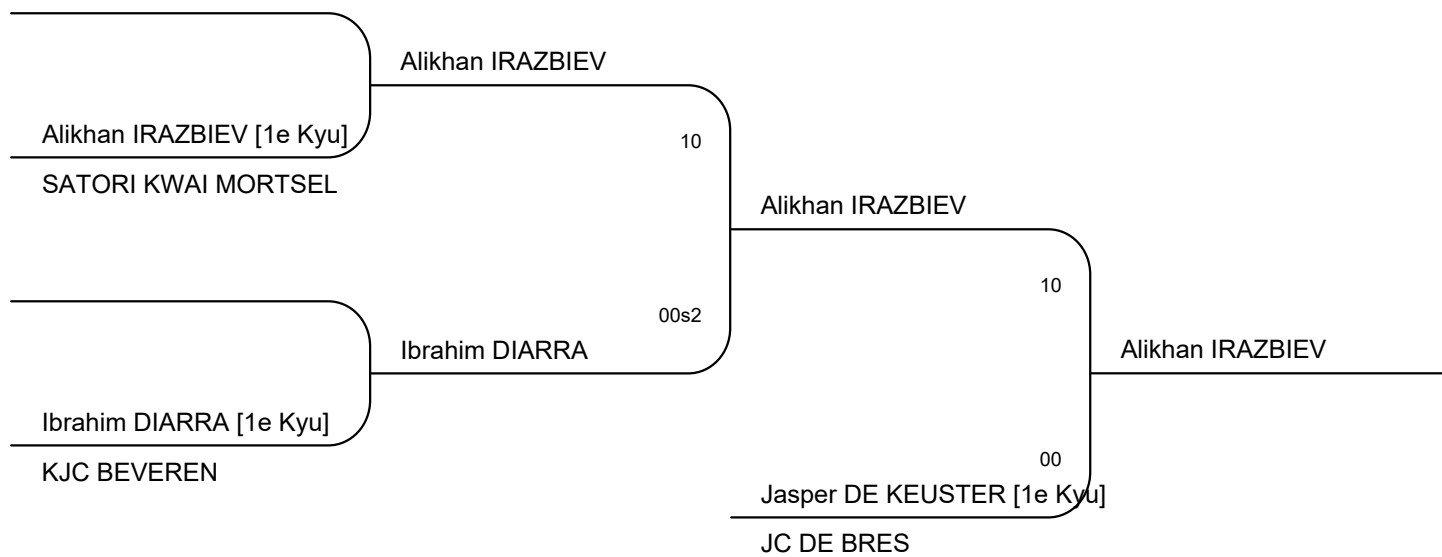 Alikhan IRAZBIEV
Alikhan IRAZBIEV [1e Kyu]
10
SATORI KWAI MORTSEL
Alikhan IRAZBIEV
10
00s2
Ibrahim DIARRA
Alikhan IRAZBIEV
Ibrahim DIARRA [1e Kyu]
KJC BEVEREN
00
Jasper DE KEUSTER [1e Kyu]
JC DE BRES